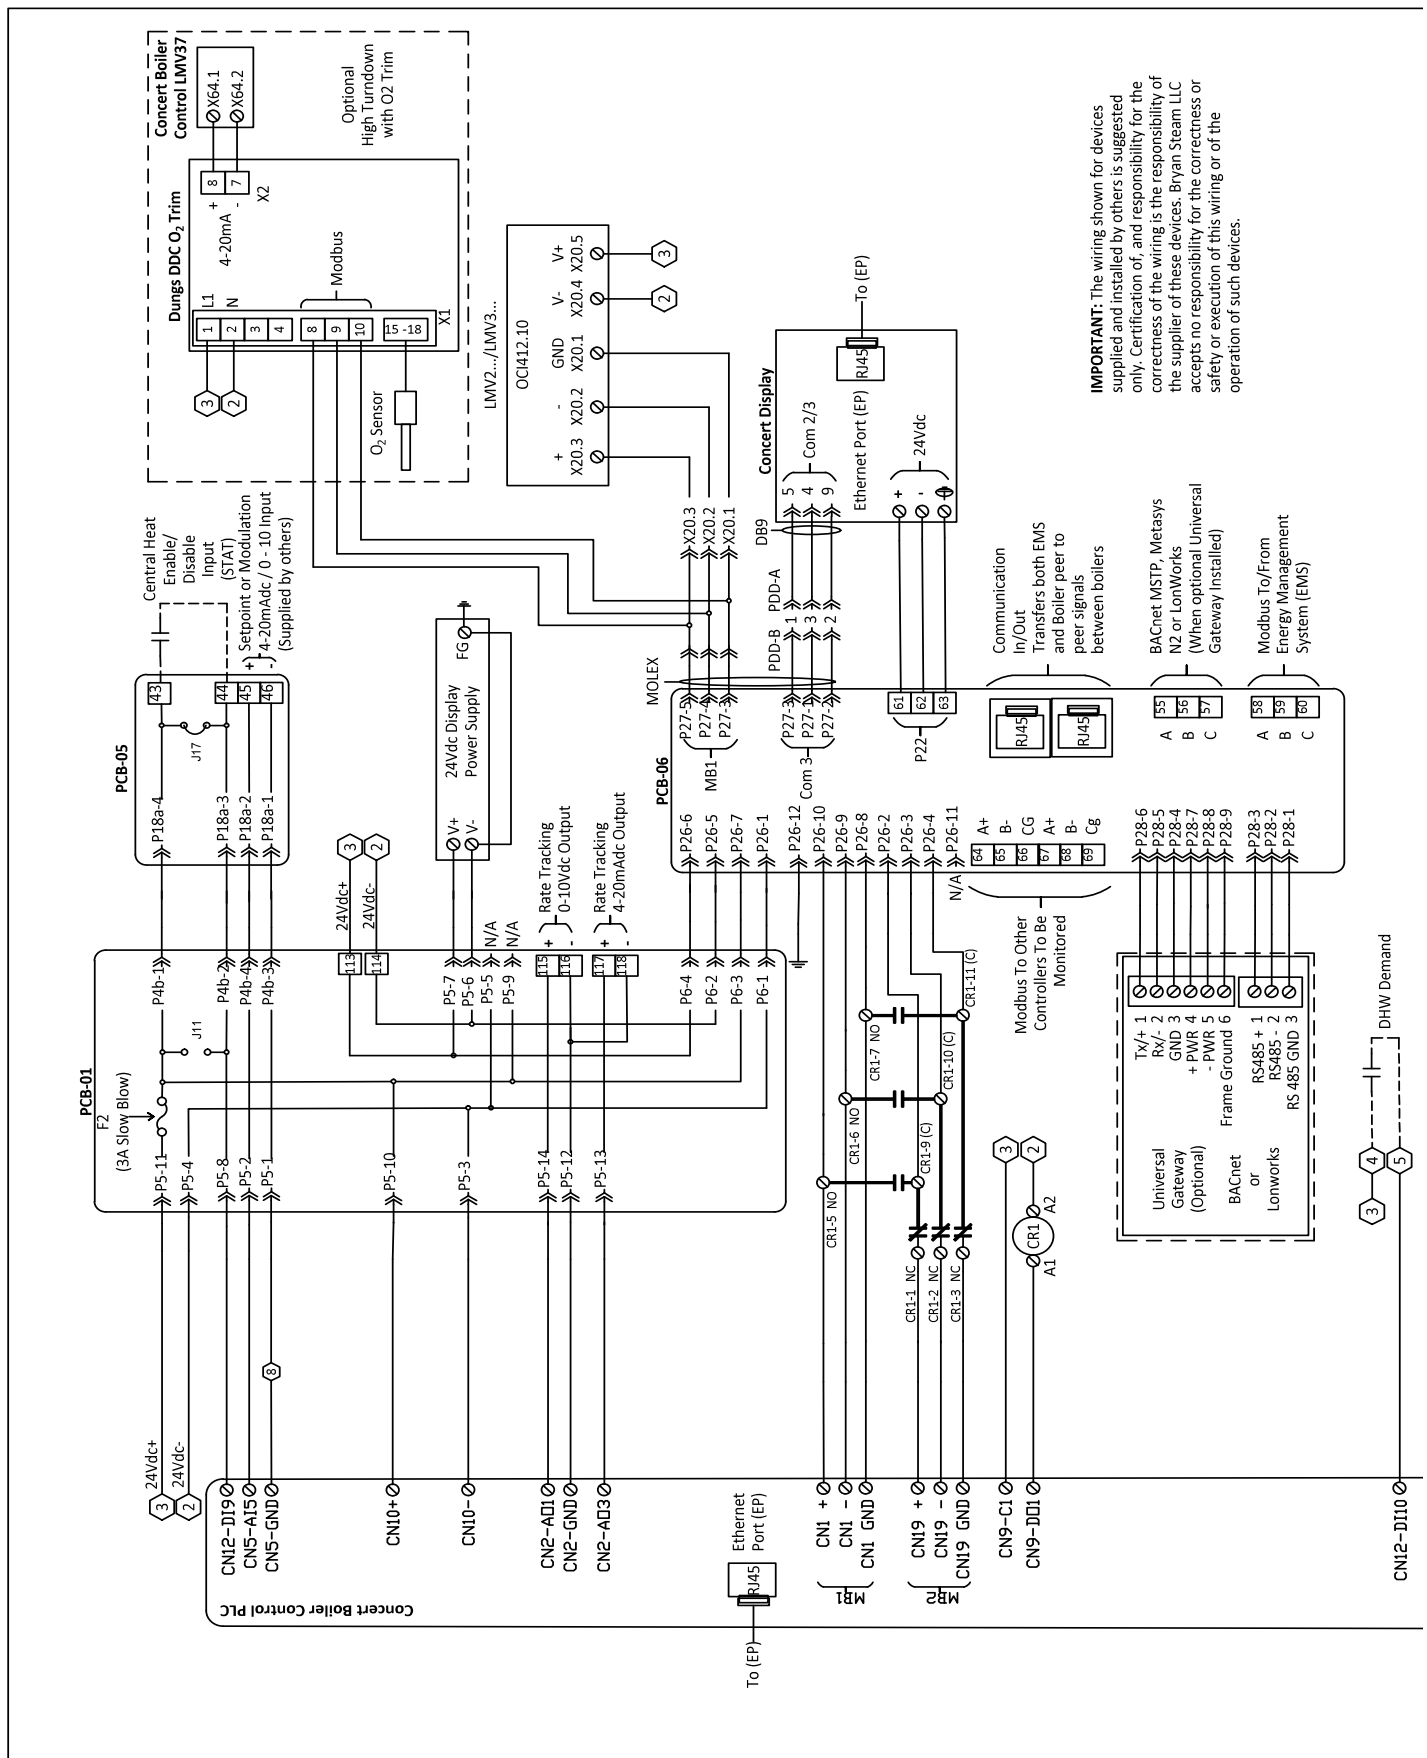 Concert Boiler
Control LMV37
X64.1
X64.2
Optional
High Turndown
with O2 Trim
Dungs DDC O2 Trim
8
7
+
-
X2
4-20mA
L1
N
1
2
3
4
8
9
10
15 -18
X1
Modbus
3
2
O2 Sensor
LMV2.../LMV3...
OCI412.10
+
X20.3
-
X20.2
GND
X20.1
V-
X20.4
V+
X20.5
2
3
Central Heat
Enable/
Disable
Input
(STAT)
Setpoint or Modulation
4-20mAdc / 0 - 10 Input
(Supplied by others)
+
-
PCB-05
43
44
45
46
J17
P18a-4
P18a-3
P18a-2
P18a-1
24Vdc Display
Power Supply
FG
V+
V-
3
2
24Vdc+
24Vdc-
N/A
N/A
Rate Tracking
0-10Vdc Output
+
-
Rate Tracking
4-20mAdc Output
+
-
PCB-01
F2
(3A Slow Blow)
P4b-1
P4b-2
P4b-4
P4b-3
J11
113
114
P5-7
P5-6
P5-5
P5-9
115
116
117
118
P6-4
P6-2
P6-3
P6-1
P5-11
P5-4
P5-8
P5-2
P5-1
P5-10
P5-3
P5-14
P5-12
P5-13
8
24Vdc+
24Vdc-
3
2
Concert Boiler Control PLC
CN12-DI9
CN5-AI5
CN5-GND
CN10+
CN10-
CN2-AO1
CN2-GND
CN2-AO3
Ethernet
Port (EP)
RJ45
To (EP)
CN1 +
CN1 -
CN1 GND
MB1
CN19 +
CN19 -
CN19 GND
MB2
CN9-C1
CN9-DO1
CN12-DI10
MOLEX
X20.3
X20.2
X20.1
PCB-06
P27-5
P27-4
P27-3
MB1
P27-3
P27-1
P27-2
Com 3
PDD-B
1
3
2
PDD-A
DB9
Concert Display
5
4
9
Com 2/3
Ethernet Port (EP)
RJ45
To (EP)
+
-
24Vdc
61
62
63
P22
P26-6
P26-5
P26-7
P26-1
P26-12
P26-10
P26-9
P26-8
P26-2
P26-3
P26-4
P26-11
N/A
64
65
66
67
68
69
A+
B-
CG
A+
B-
Cg
Modbus To Other
Controllers To Be
Monitored
RJ45
RJ45
Communication
In/Out
Transfers both EMS
and Boiler peer to
peer signals
between boilers
A
B
C
55
56
57
BACnet MSTP, Metasys
N2 or LonWorks
(When optional Universal
Gateway Installed)
A
B
C
58
59
60
Modbus To/From
Energy Management
System (EMS)
P28-6
P28-5
P28-4
P28-7
P28-8
P28-9
P28-3
P28-2
P28-1
CR1-5 NO
CR1-6 NO
CR1-7 NO
CR1-9 (C)
CR1-10 (C)
CR1-11 (C)
CR1-1 NC
CR1-2 NC
CR1-3 NC
3
2
CR1
A1
A2
Tx/+ 1
Rx/- 2
GND 3
+ PWR 4
- PWR 5
Frame Ground 6
RS485 + 1
RS485 - 2
RS 485 GND 3
Universal
Gateway
(Optional)
BACnet
or
Lonworks
DHW Demand
3
4
5
IMPORTANT: The wiring shown for devices
supplied and installed by others is suggested
only. Certification of, and responsibility for the
correctness of the wiring is the responsibility of
the supplier of these devices. Bryan Steam LLC
accepts no responsibility for the correctness or
safety or execution of this wiring or of the
operation of such devices.